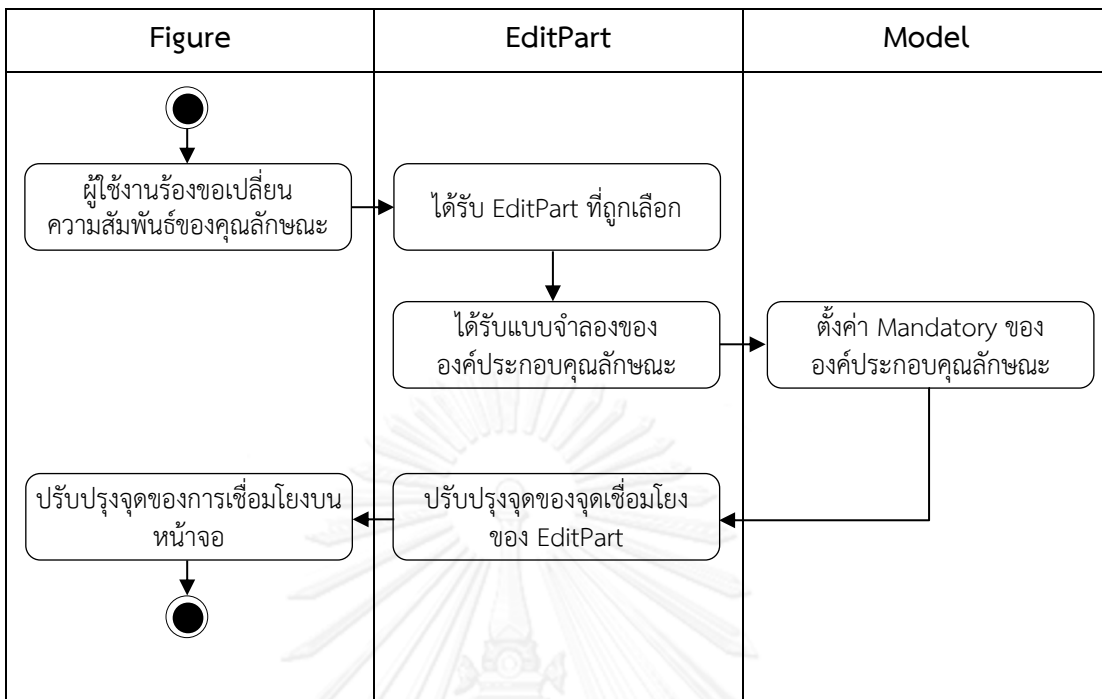 Figure
EditPart
Model
ผู้ใช้งานร้องขอเปลี่ยน
ความสัมพันธ์ของคุณลักษณะ
ได้รับ EditPart ที่ถูกเลือก
ได้รับแบบจำลองของ
องค์ประกอบคุณลักษณะ
ตั้งค่า Mandatory ของ
องค์ประกอบคุณลักษณะ
ปรับปรุงจุดของจุดเชื่อมโยง
ของ EditPart
ปรับปรุงจุดของการเชื่อมโยงบน
หน้าจอ